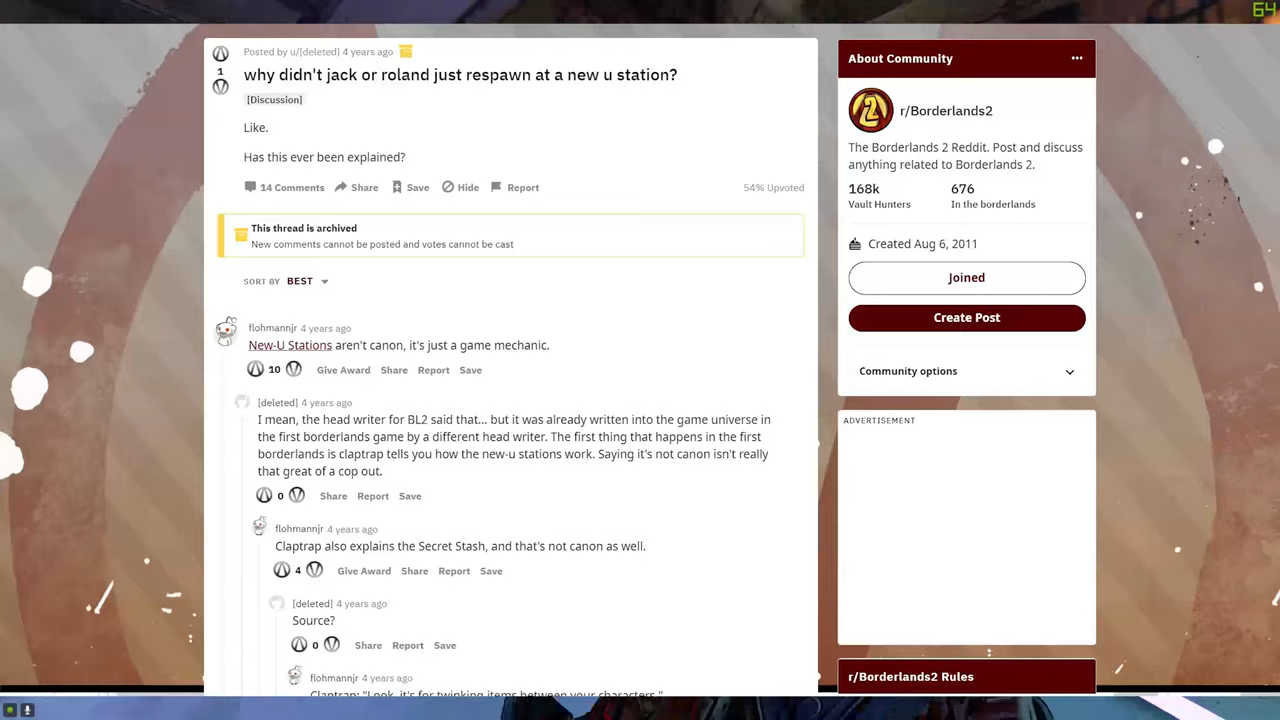 64
Posted by u/[deleted] 4 years ago
1
why didn't jack or roland just respawn at a new u station?
[Discussion]
Like.
Has this ever been explained?
14 Comments Share Save Hide Report 54% Upvoted
This thread is archived
New comments cannot be posted and votes cannot be cast
SORT BY BEST
flohmannjr 4 years ago
New-U Stations aren't canon, it's just a game mechanic.
10 Give Award Share Report Save
[deleted] 4 years ago
I mean, the head writer for BL2 said that... but it was already written into the game universe in
the first borderlands game by a different head writer. The first thing that happens in the first
borderlands is claptrap tells you how the new-u stations work. Saying it's not canon isn't really
that great of a cop out.
0 Share Report Save
flohmannjr 4 years ago
Claptrap also explains the Secret Stash, and that's not canon as well.
4 Give Award Share Report Save
[deleted] 4 years ago
Source?
0 Share Report Save
flohmannjr 4 years ago
Claptrap: "Look, it's for twinking items between your characters."
About Community
r/Borderlands2
The Borderlands 2 Reddit. Post and discuss
anything related to Borderlands 2.
168k 676
Vault Hunters In the borderlands
Created Aug 6, 2011
Joined
Create Post
Community options
ADVERTISEMENT
r/Borderlands2 Rules